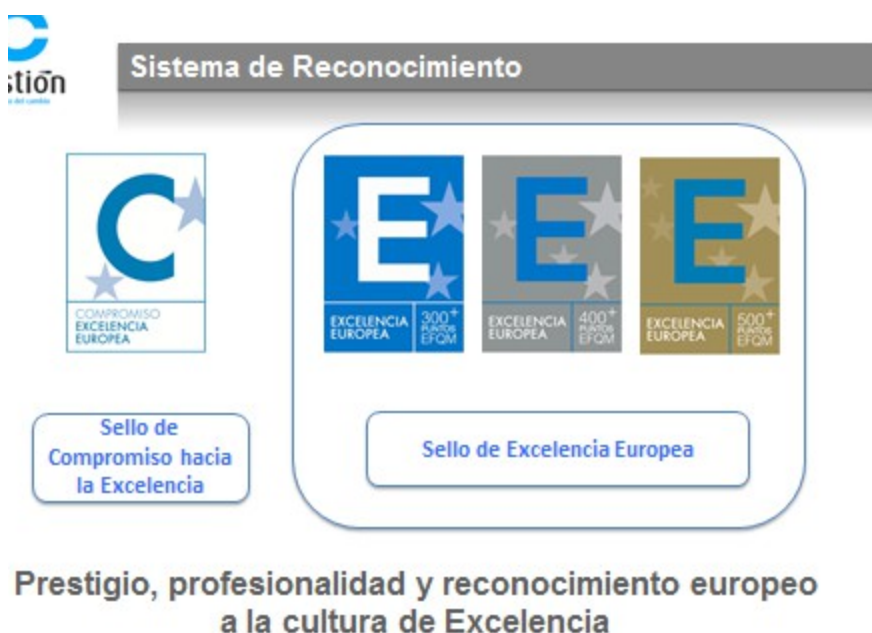 stión
Sistema de Reconocimiento
C
COMPROMISO
EXCELENCIA
EUROPEA
E
EXCELENCIA
EUROPEA
300+
PUNTOS
EFQM
E
EXCELENCIA
EUROPEA
400+
PUNTOS
EFQM
E
EXCELENCIA
EUROPEA
500+
PUNTOS
EFQM
Sello de
Compromiso hacia
la Excelencia
Sello de Excelencia Europea
Prestigio, profesionalidad y reconocimiento europeo
a la cultura de Excelencia